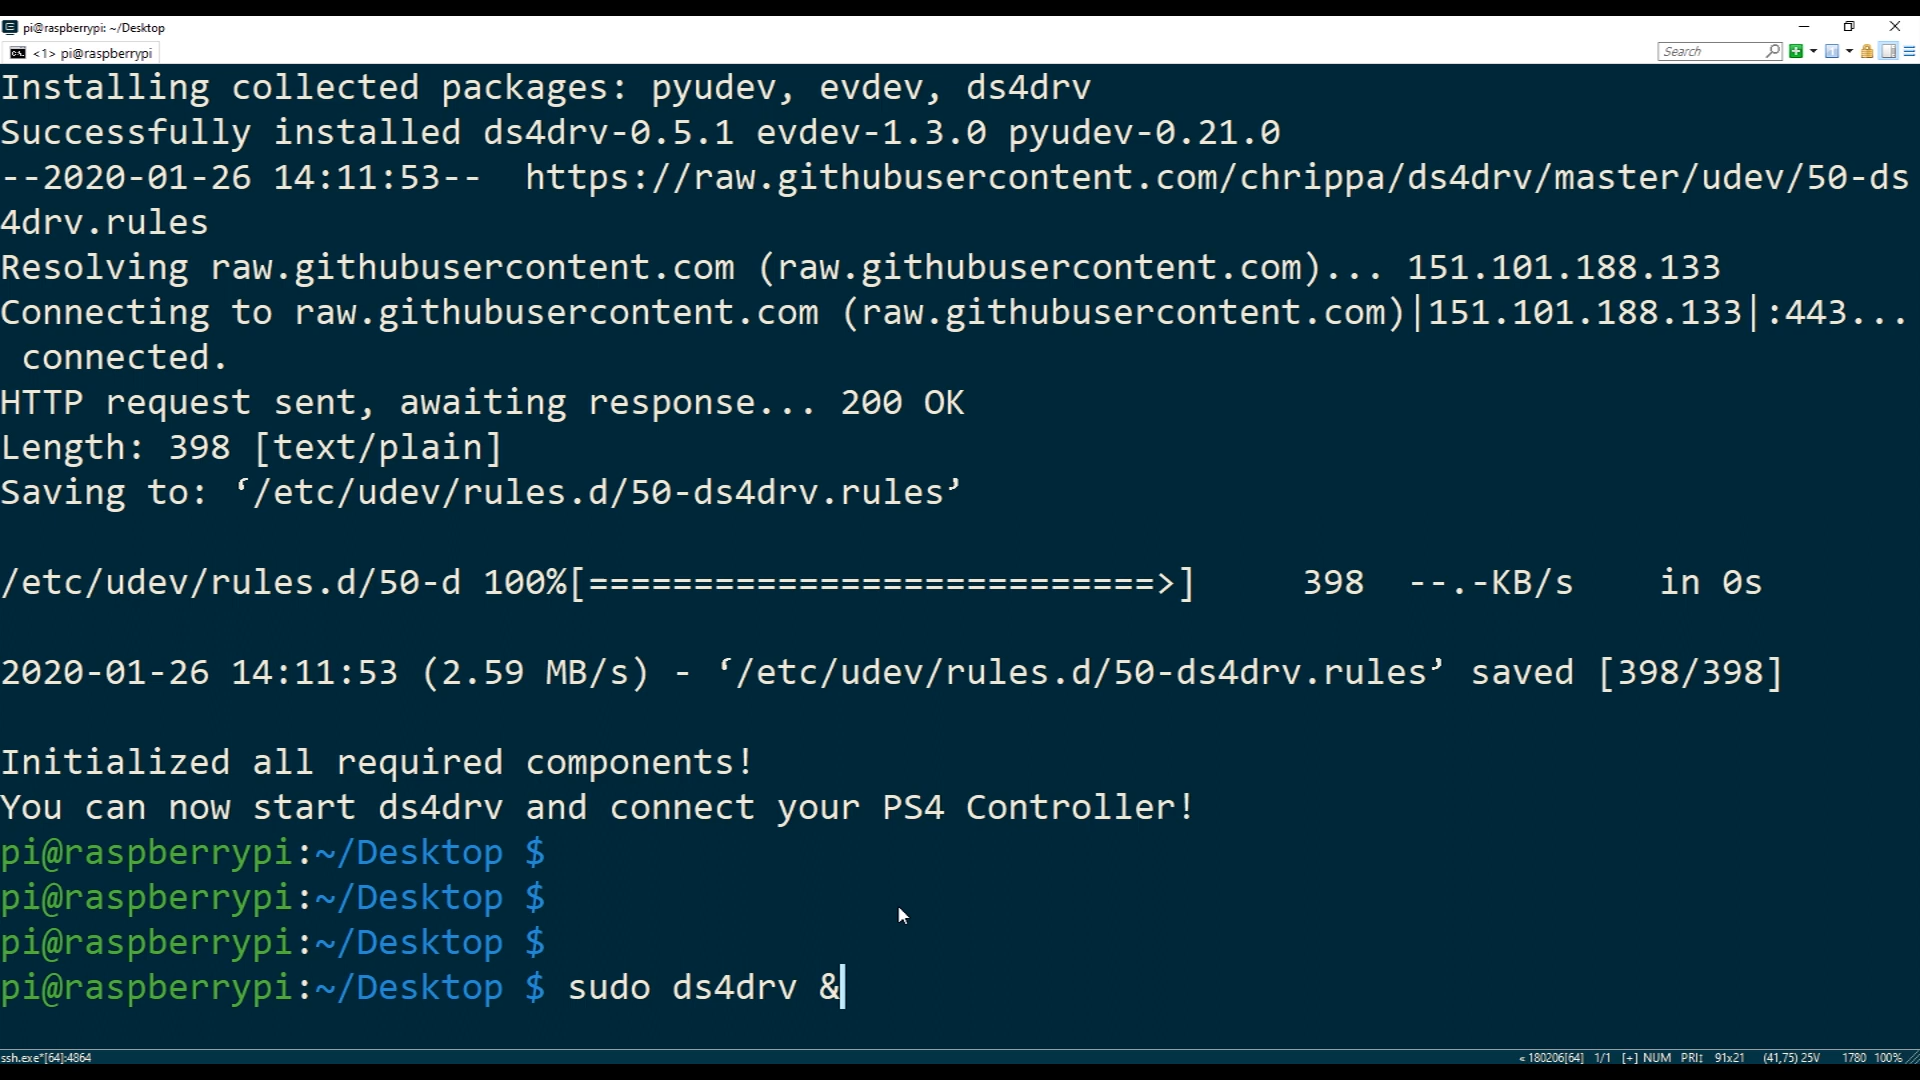 pi@raspberrypi: ~/Desktop
<1> pi@raspberrypi
Search
Installing collected packages: pyudev, evdev, ds4drv
Successfully installed ds4drv-0.5.1 evdev-1.3.0 pyudev-0.21.0
--2020-01-26 14:11:53--  https://raw.githubusercontent.com/chrippa/ds4drv/master/udev/50-ds
4drv.rules
Resolving raw.githubusercontent.com (raw.githubusercontent.com)... 151.101.188.133
Connecting to raw.githubusercontent.com (raw.githubusercontent.com)|151.101.188.133|:443...
 connected.
HTTP request sent, awaiting response... 200 OK
Length: 398 [text/plain]
Saving to: ‘/etc/udev/rules.d/50-ds4drv.rules’
/etc/udev/rules.d/50-d 100%[===========================>]     398  --.-KB/s    in 0s
2020-01-26 14:11:53 (2.59 MB/s) - ‘/etc/udev/rules.d/50-ds4drv.rules’ saved [398/398]
Initialized all required components!
You can now start ds4drv and connect your PS4 Controller!
pi@raspberrypi:~/Desktop $
pi@raspberrypi:~/Desktop $
pi@raspberrypi:~/Desktop $
pi@raspberrypi:~/Desktop $ sudo ds4drv &
ssh.exe*[64]:4864
« 180206[64] 1/1 [+] NUM PRI↕ 91x21 (41,75) 25V 1780 100%